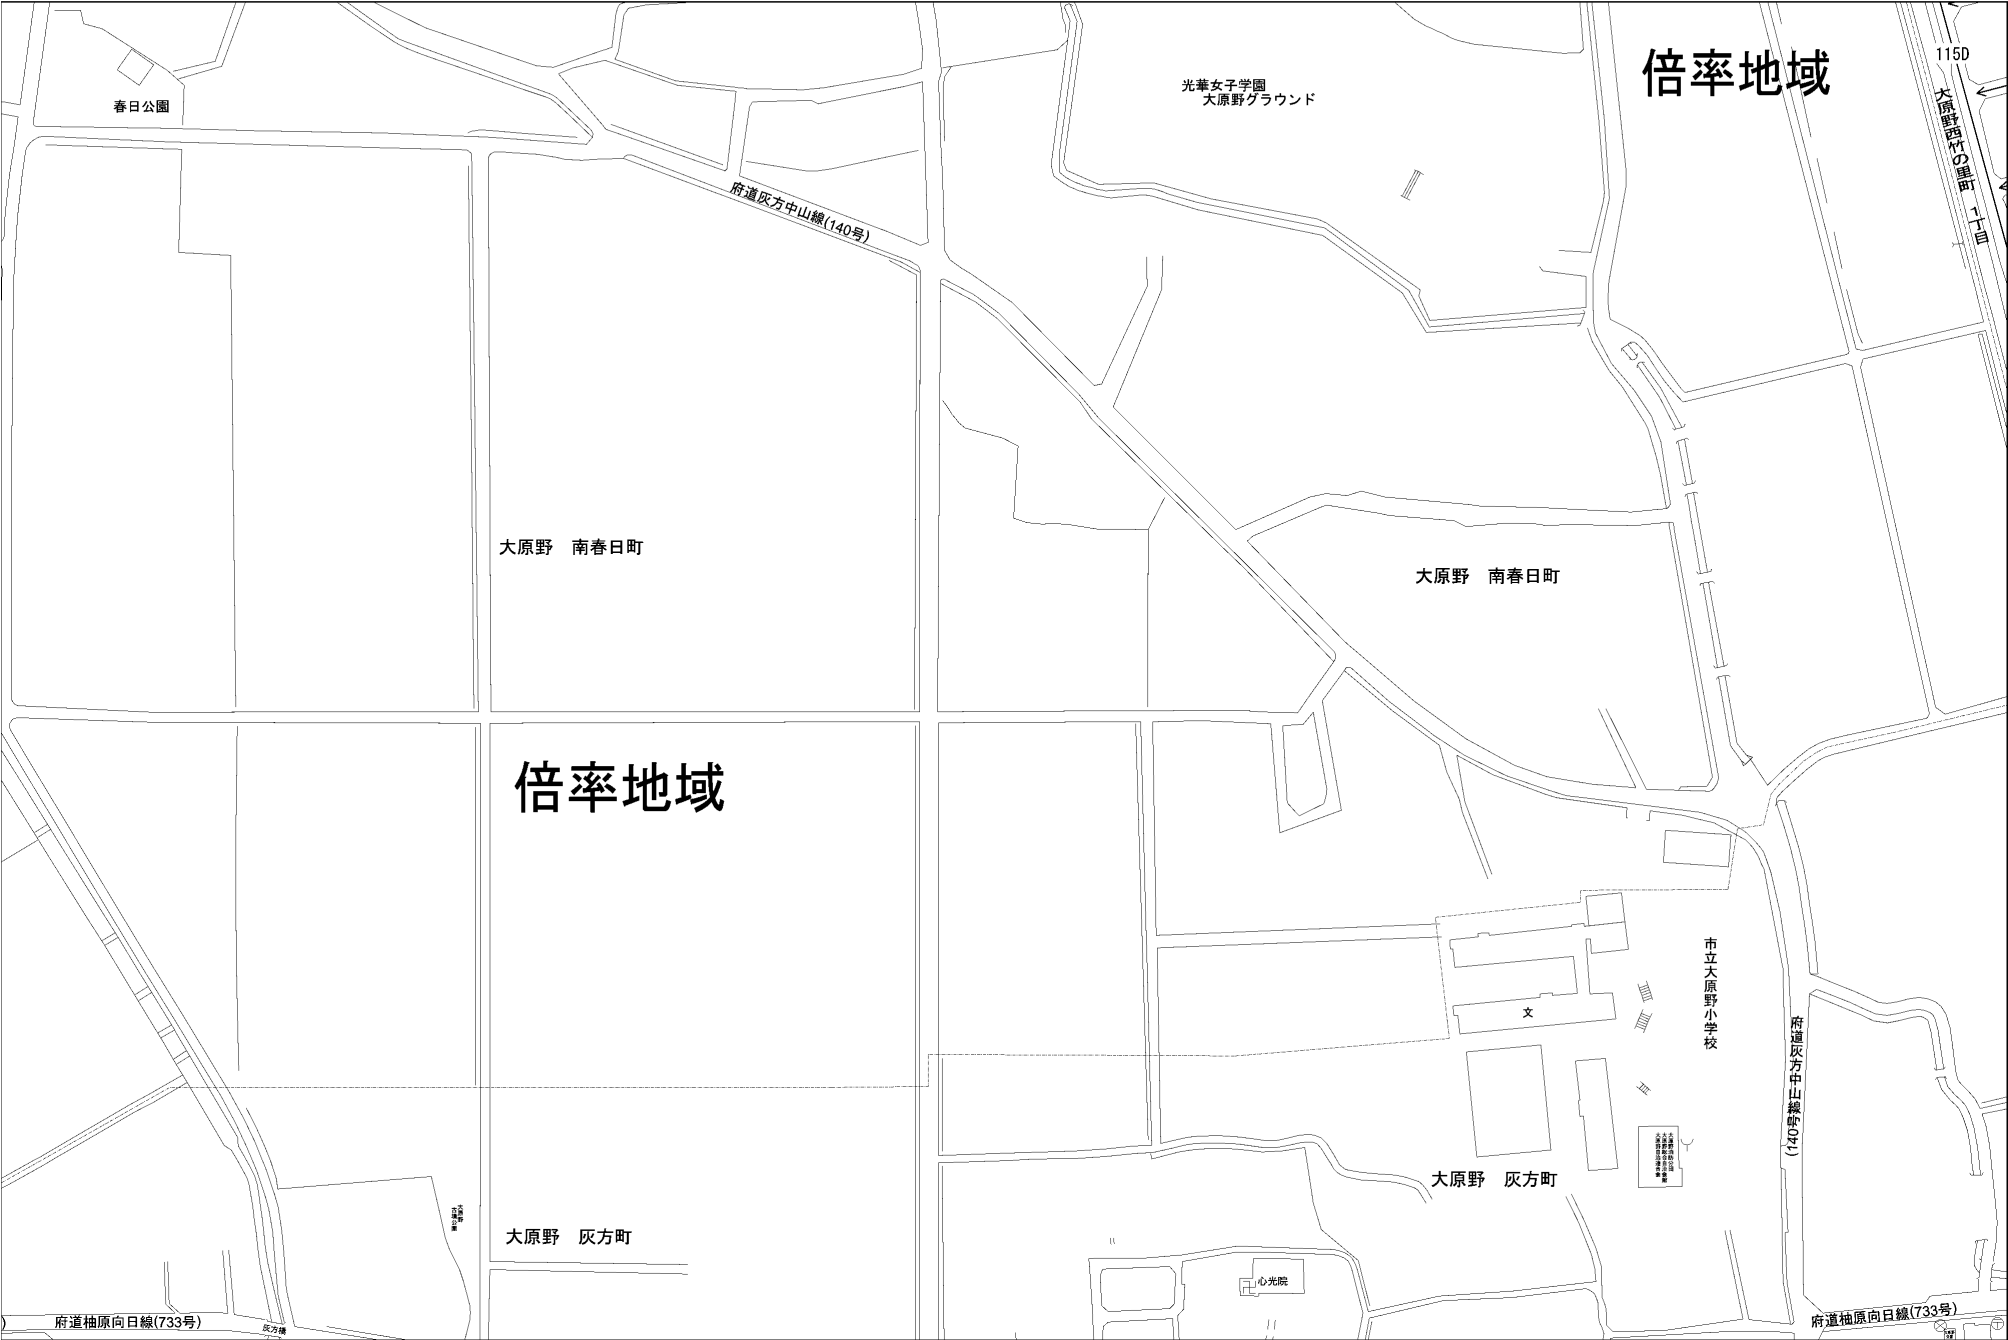 倍率地域
115D
光華女子学園
大原野グラウンド
春日公園
大原野西竹の里町　1丁目
府道灰方中山線(140号)
大原野　南春日町
大原野　南春日町
倍率地域
市立大原野小学校
文
府道灰方中山線(140号)
大原野　灰方町
大原野　灰方町
心光院
府道柚原向日線(733号)
灰方橋
府道柚原向日線(733号)